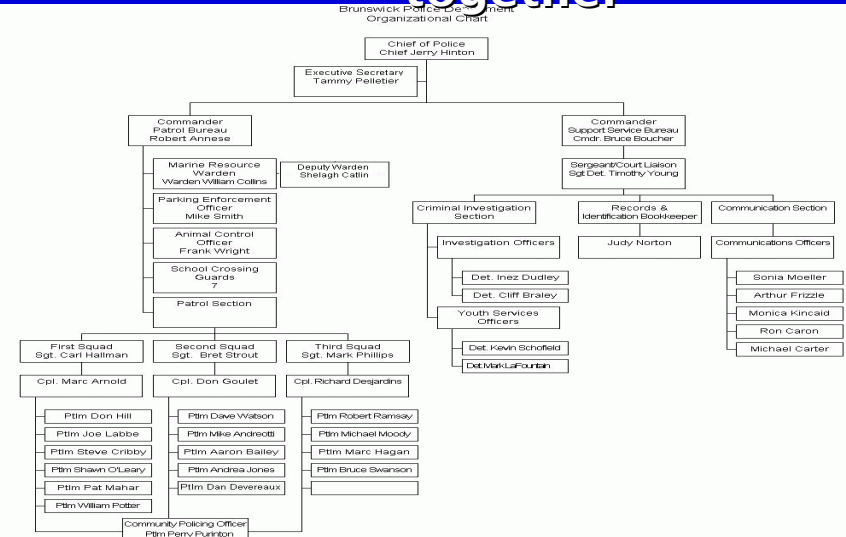 together
Brunswick Police Department
Organizational Chart
Chief of Police
Chief Jerry Hinton
Executive Secretary
Tammy Pelletier
Commander
Patrol Bureau
Robert Annese
Commander
Support Service Bureau
Cmdr. Bruce Boucher
Marine Resource
Warden
Warden William Collins
Deputy Warden
Shelagh Catlin
Sergeant/Court Liaison
Sgt Det. Timothy Young
Parking Enforcement
Officer
Mike Smith
Animal Control
Officer
Frank Wright
School Crossing
Guards
7
Patrol Section
Criminal Investigation
Section
Records &
Identification Bookkeeper
Communication Section
Investigation Officers
Judy Norton
Communications Officers
Det. Inez Dudley
Det. Cliff Braley
Youth Services
Officers
Det. Kevin Schofield
Det.Mark LaFountain
Sonia Moeller
Arthur Frizzle
Monica Kincaid
Ron Caron
Michael Carter
First Squad
Sgt. Carl Hallman
Second Squad
Sgt. Bret Strout
Third Squad
Sgt. Mark Phillips
Cpl. Marc Arnold
Cpl. Don Goulet
Cpl. Richard Desjardins
Ptlm Don Hill
Ptlm Joe Labbe
Ptlm Steve Cribby
Ptlm Shawn O'Leary
Ptlm Pat Mahar
Ptlm William Potter
Ptlm Dave Watson
Ptlm Mike Andreotti
Ptlm Aaron Bailey
Ptlm Andrea Jones
Ptlm Dan Devereaux
Ptlm Robert Ramsay
Ptlm Michael Moody
Ptlm Marc Hagan
Ptlm Bruce Swanson
Community Policing Officer
Ptlm Perry Purinton